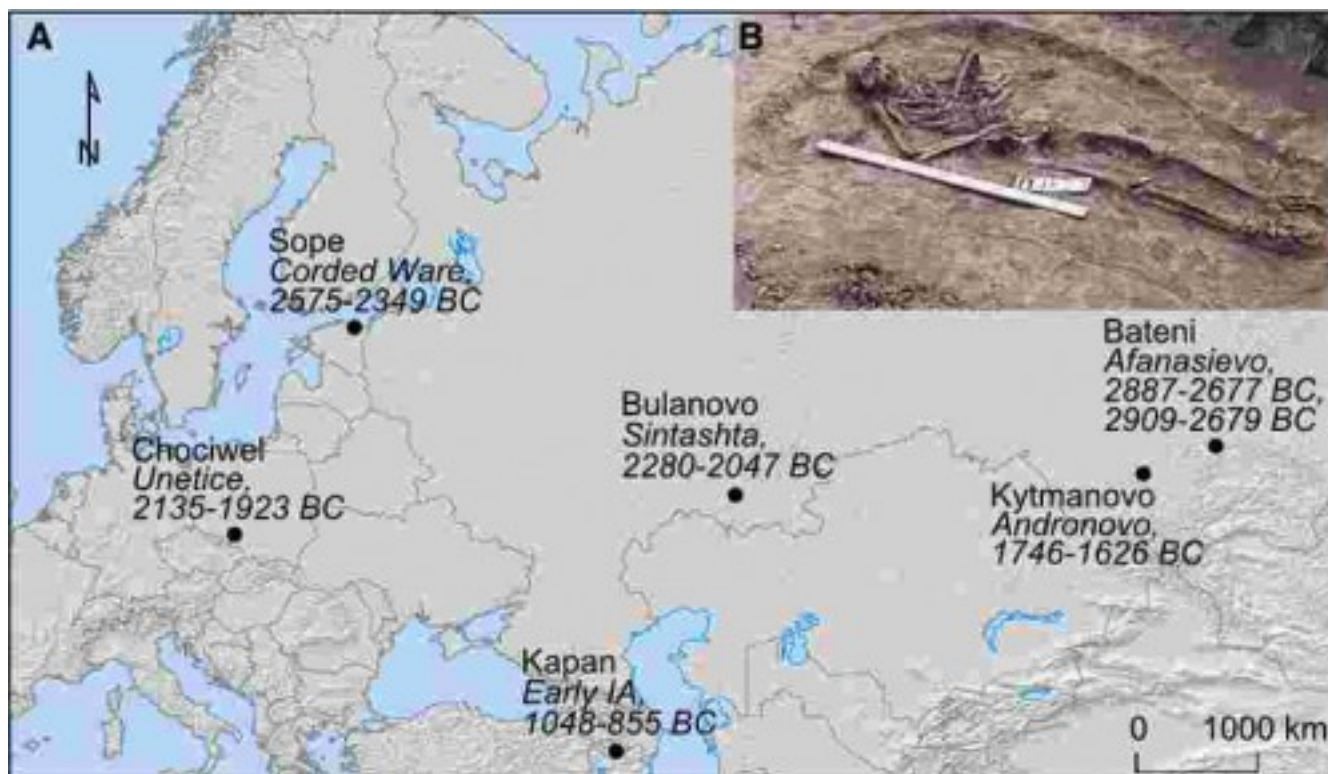 A
B
N
Sope
Corded Ware,
2575-2349 BC
Bateni
Afanasievo,
2887-2677 BC,
2909-2679 BC
Bulanovo
Sintashta,
2280-2047 BC
Chociwel
Unetice,
2135-1923 BC
Kytmanovo
Andronovo,
1746-1626 BC
Kapan
Early IA,
1048-855 BC
0 1000 km